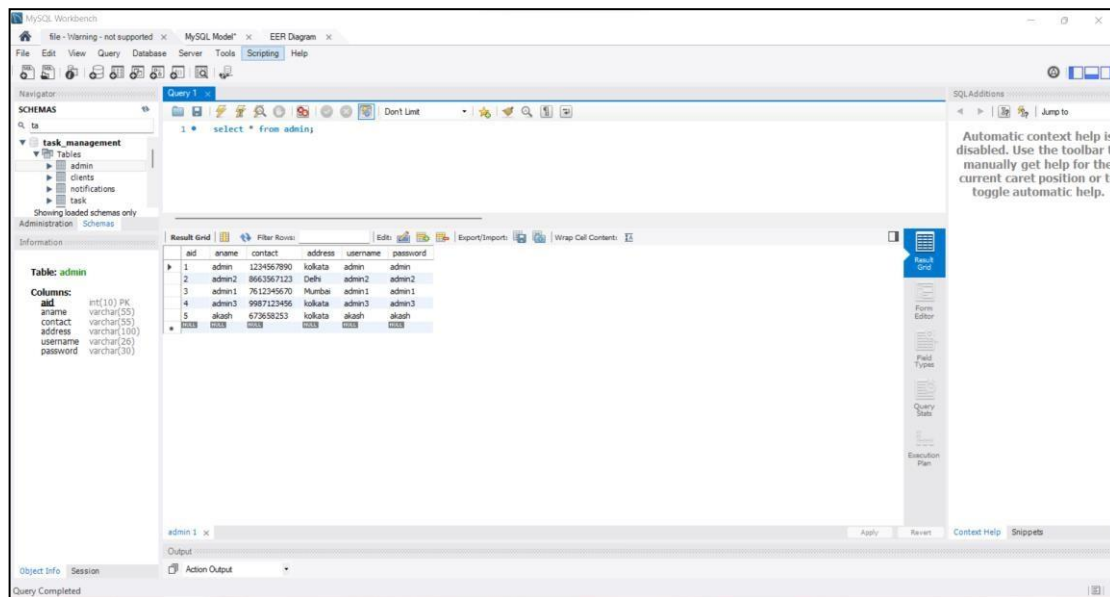 MySQL Workbench
file - Warning - not supported × MySQL Model* × EER Diagram ×
File Edit View Query Database Server Tools Scripting Help
Navigator
SCHEMAS
ta
task_management
Tables
admin
clients
notifications
task
Showing loaded schemas only
Administration Schemas
Information
Table: admin
Columns:
aid int(10) PK
aname varchar(55)
contact varchar(55)
address varchar(100)
username varchar(26)
password varchar(30)
Object Info Session
Query Completed
Query 1 ×
Don't Limit
1 select * from admin;
Result Grid Filter Rows: Edit: Export/Import: Wrap Cell Content:
aid aname contact address username password
1 admin 1234567890 kolkata admin admin
2 admin2 8663567123 Delhi admin2 admin2
3 admin1 7612345670 Mumbai admin1 admin1
4 admin3 9987123456 kolkata admin3 admin3
5 akash 673658253 kolkata akash akash
NULL NULL NULL NULL NULL NULL
Result
Grid
Form
Editor
Field
Types
Query
Stats
Execution
Plan
admin 1 × Apply Revert
Output
Action Output
SQLAdditions
Jump to
Automatic context help is
disabled. Use the toolbar t
manually get help for the
current caret position or t
toggle automatic help.
Context Help Snippets